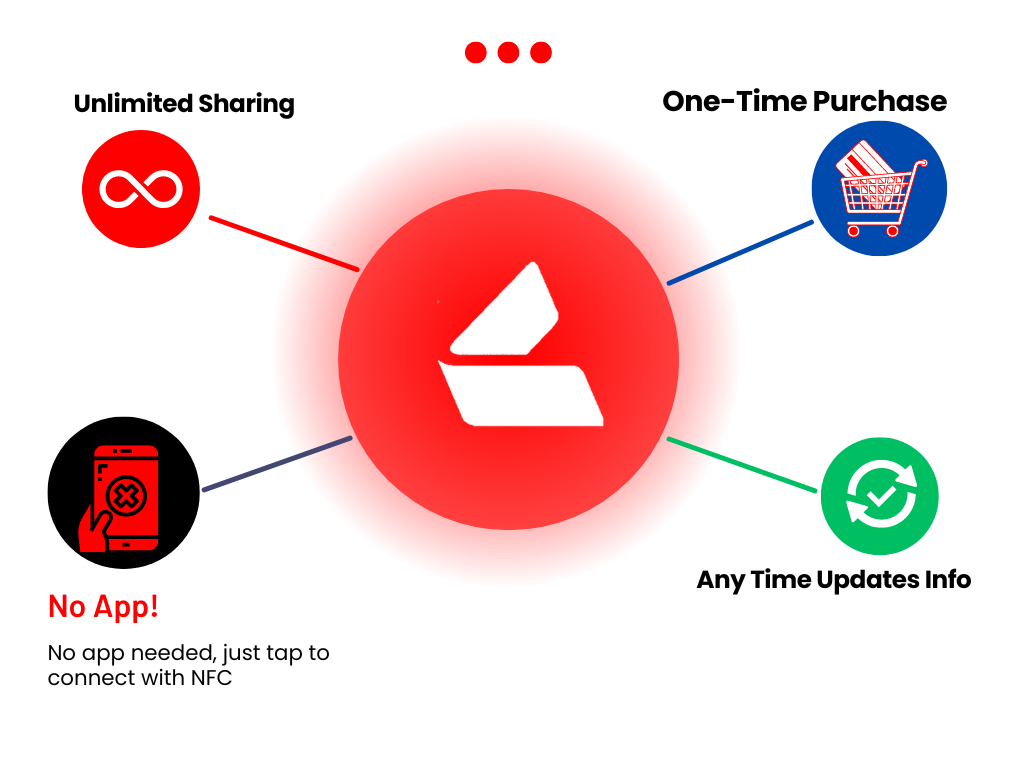 Unlimited Sharing
One-Time Purchase
No App!
No app needed, just tap to
connect with NFC
Any Time Updates Info